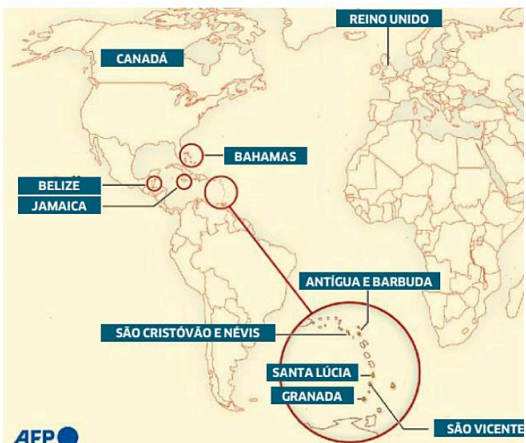 REINO UNIDO
CANADÁ
BAHAMAS
BELIZE
JAMAICA
ANTÍGUA E BARBUDA
SÃO CRISTÓVÃO E NÉVIS
SANTA LÚCIA
GRANADA
SÃO VICENTE
AFP